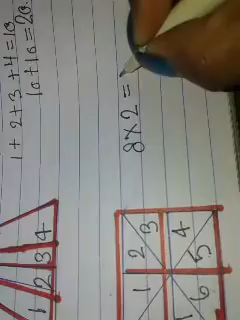 1 + 2 + 3 + 4 = 10
10 + 10 = 20
8 x 2 =
1 2 3 4
1 2 3 4
6 5